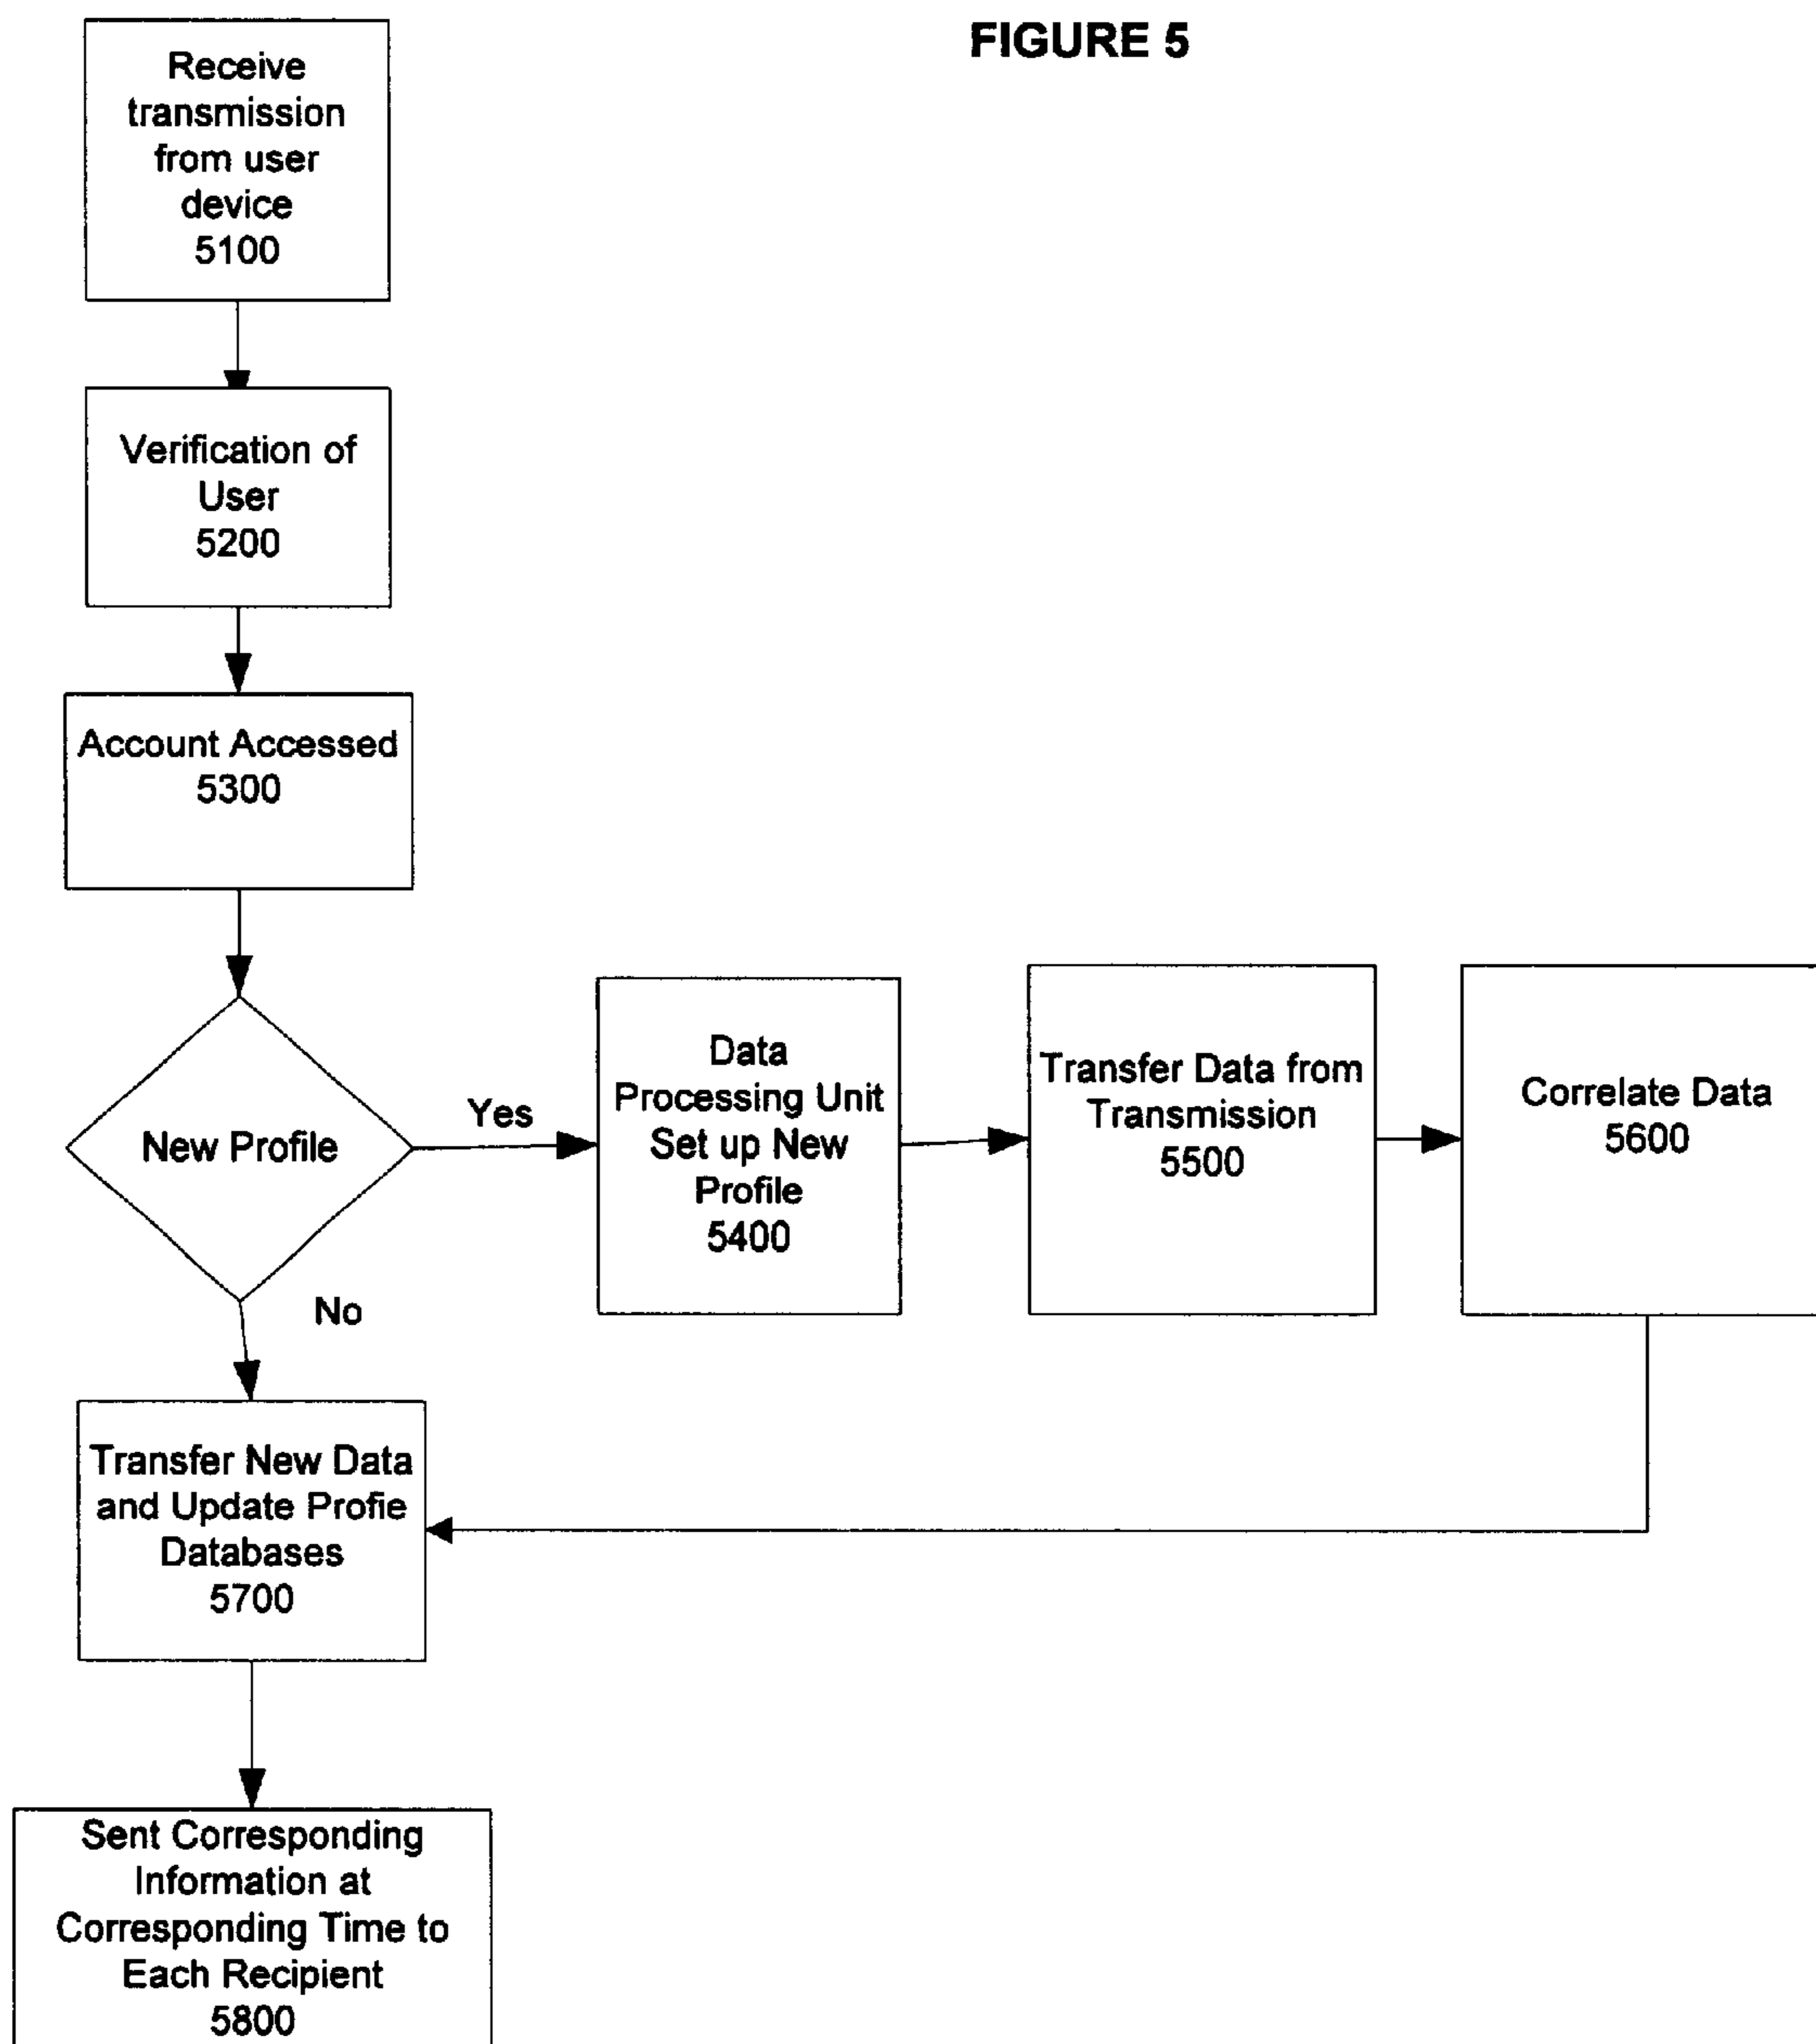 FIGURE 5
Receive
transmission
from user
device
5100
Verification of
User
5200
Account Accessed
5300
New Profile
Yes
No
Data
Processing Unit
Set up New
Profile
5400
Transfer Data from
Transmission
5500
Correlate Data
5600
Transfer New Data
and Update Profie
Databases
5700
Sent Corresponding
Information at
Corresponding Time to
Each Recipient
5800